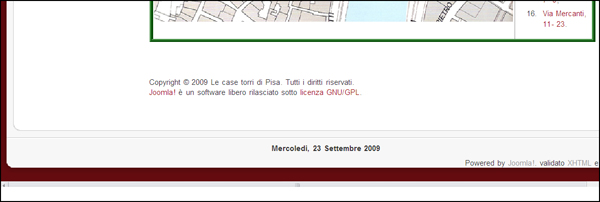 16. Via Mercanti,
11- 23.
Copyright © 2009 Le case torri di Pisa. Tutti i diritti riservati.
Joomla! è un software libero rilasciato sotto licenza GNU/GPL.
Mercoledì, 23 Settembre 2009
Powered by Joomla!. validato XHTML e